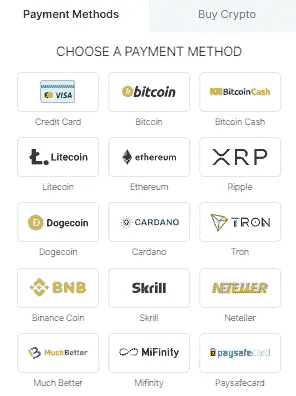 Payment Methods Buy Crypto
CHOOSE A PAYMENT METHOD
VISA bitcoin BitcoinCash
Credit Card Bitcoin Bitcoin Cash
Litecoin ethereum XRP
Litecoin Ethereum Ripple
Dogecoin CARDANO TRON
Dogecoin Cardano Tron
BNB Skrill NETELLER
Binance Coin Skrill Neteller
MuchBetter MiFinity paysafecard
Much Better Mifinity Paysafecard